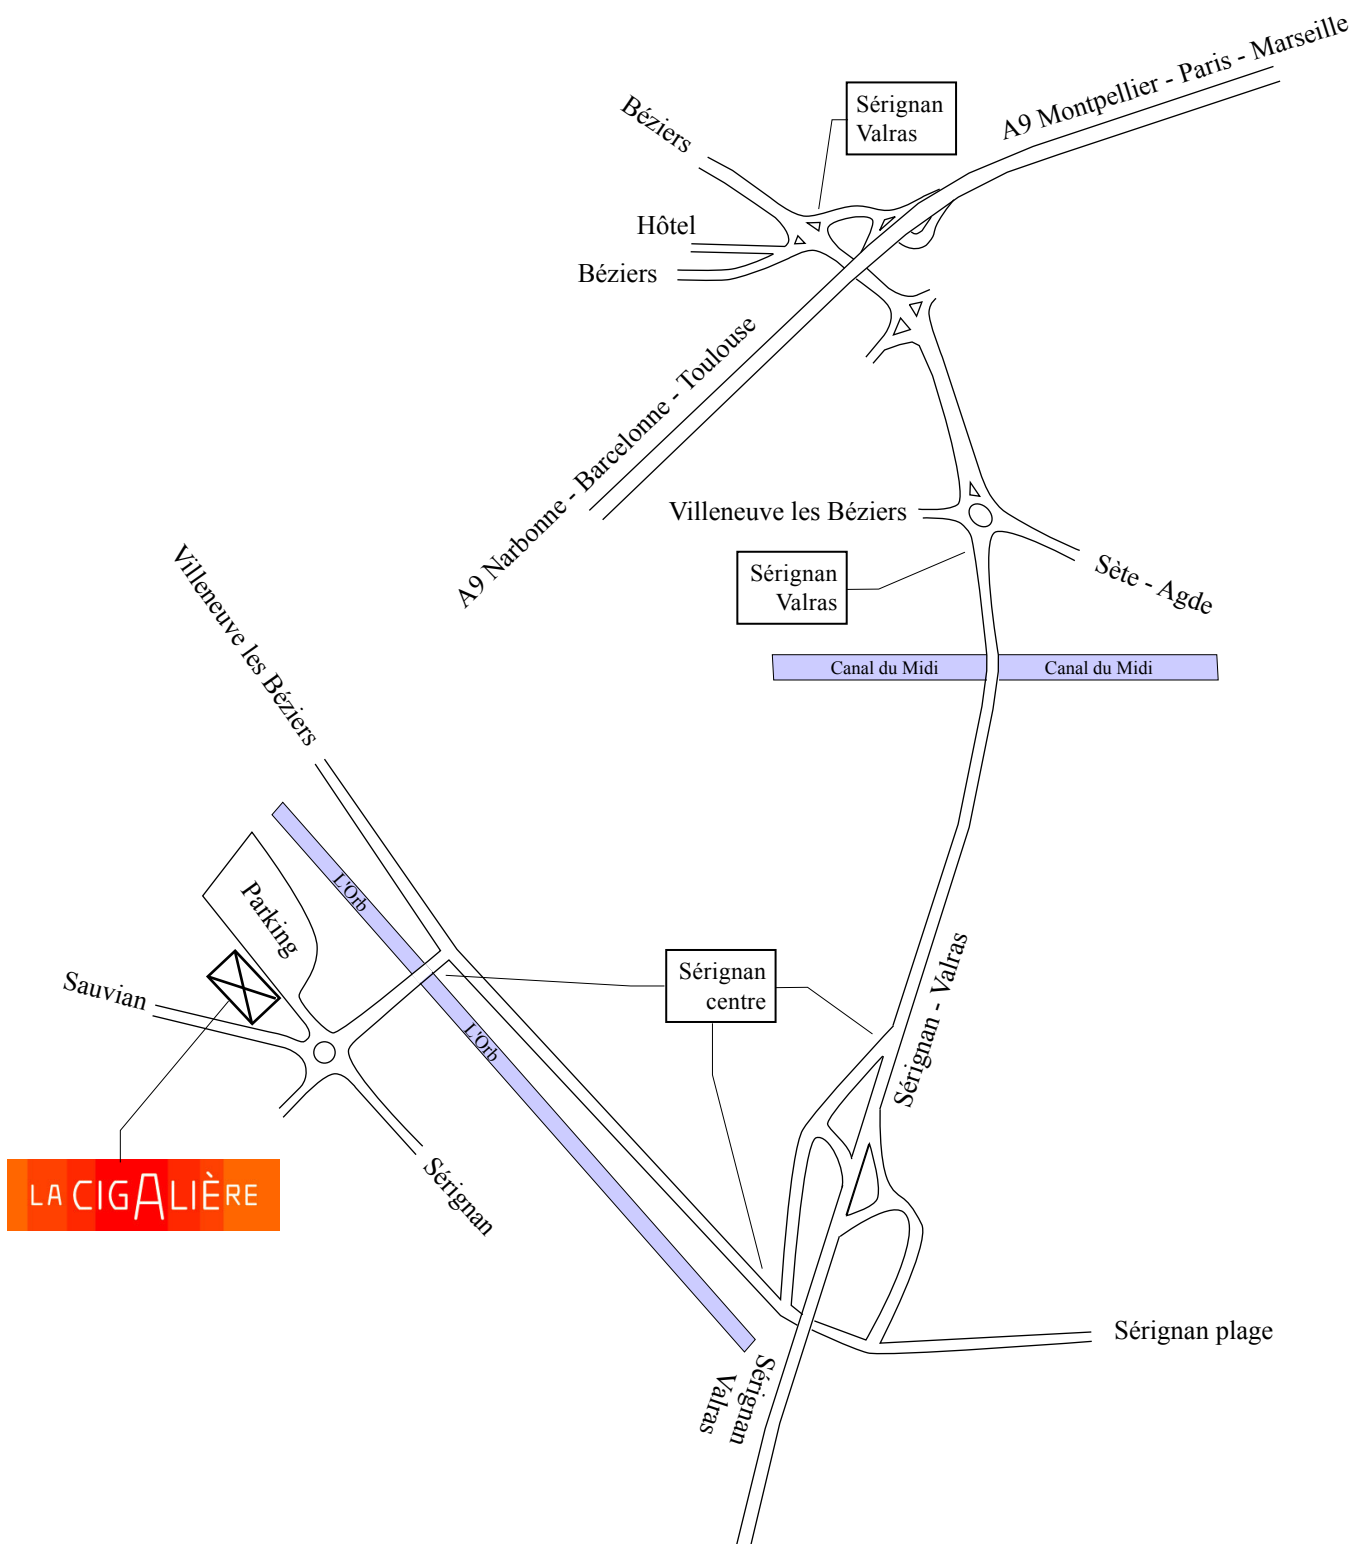 A9 Montpellier - Paris - Marseille
Béziers
Sérignan
Valras
Hôtel
Béziers
A9 Narbonne - Barcelonne - Toulouse
Villeneuve les Béziers
Sète - Agde
Sérignan
Valras
Canal du Midi
Canal du Midi
Villeneuve les Béziers
L'Orb
Parking
Sauvian
Sérignan
centre
Sérignan - Valras
L'Orb
LA CIGALIÈRE
Sérignan
Sérignan plage
Sérignan
Valras